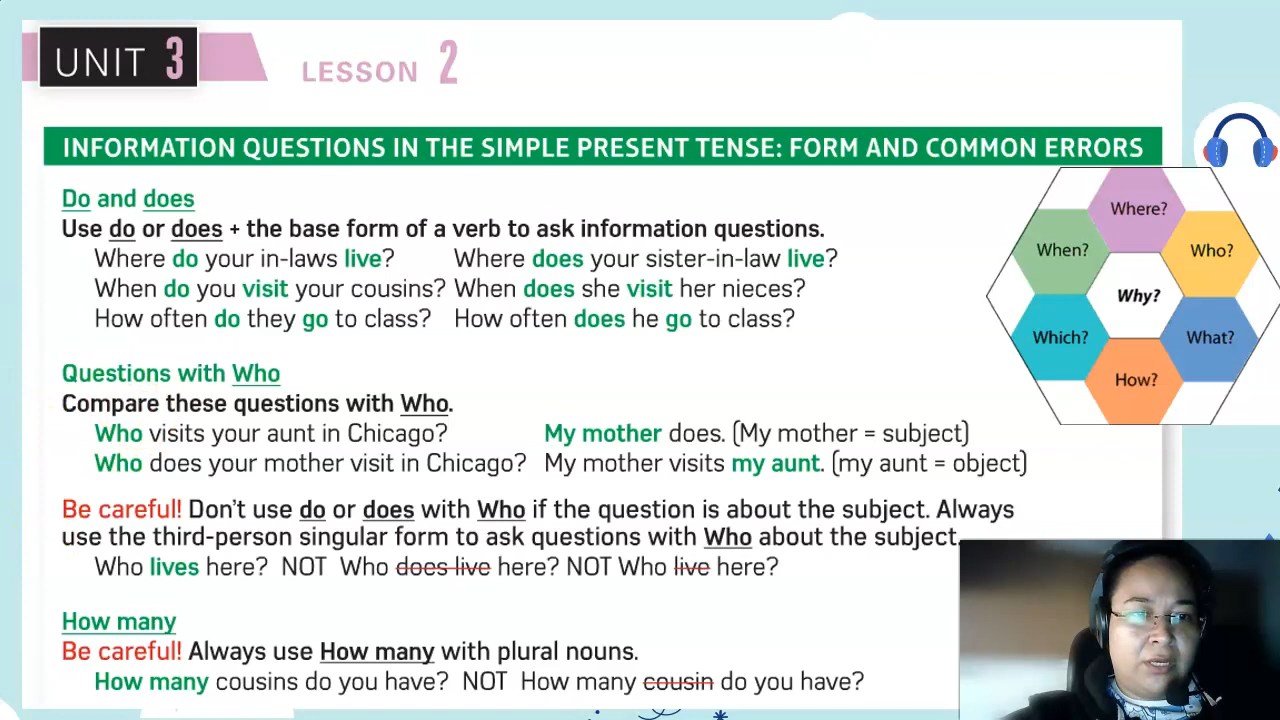 UNIT 3
LESSON 2
INFORMATION QUESTIONS IN THE SIMPLE PRESENT TENSE: FORM AND COMMON ERRORS
Do and does
Use do or does + the base form of a verb to ask information questions.
Where do your in-laws live? Where does your sister-in-law live?
When do you visit your cousins? When does she visit her nieces?
How often do they go to class? How often does he go to class?
Questions with Who
Compare these questions with Who.
Who visits your aunt in Chicago? My mother does. (My mother = subject)
Who does your mother visit in Chicago? My mother visits my aunt. (my aunt = object)
Be careful! Don't use do or does with Who if the question is about the subject. Always
use the third-person singular form to ask questions with Who about the subject.
Who lives here? NOT Who does live here? NOT Who live here?
How many
Be careful! Always use How many with plural nouns.
How many cousins do you have? NOT How many cousin do you have?
Where?
When?
Who?
Why?
Which?
What?
How?